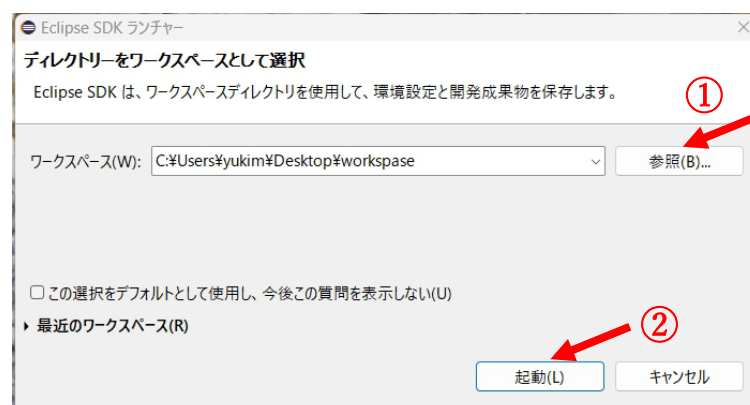 Eclipse SDK ランチャー
ディレクトリーをワークスペースとして選択
Eclipse SDK は、ワークスペースディレクトリを使用して、環境設定と開発成果物を保存します。
①
ワークスペース(W): C:¥Users¥yukim¥Desktop¥workspase 参照(B)...
この選択をデフォルトとして使用し、今後この質問を表示しない(U)
最近のワークスペース(R)
②
起動(L) キャンセル